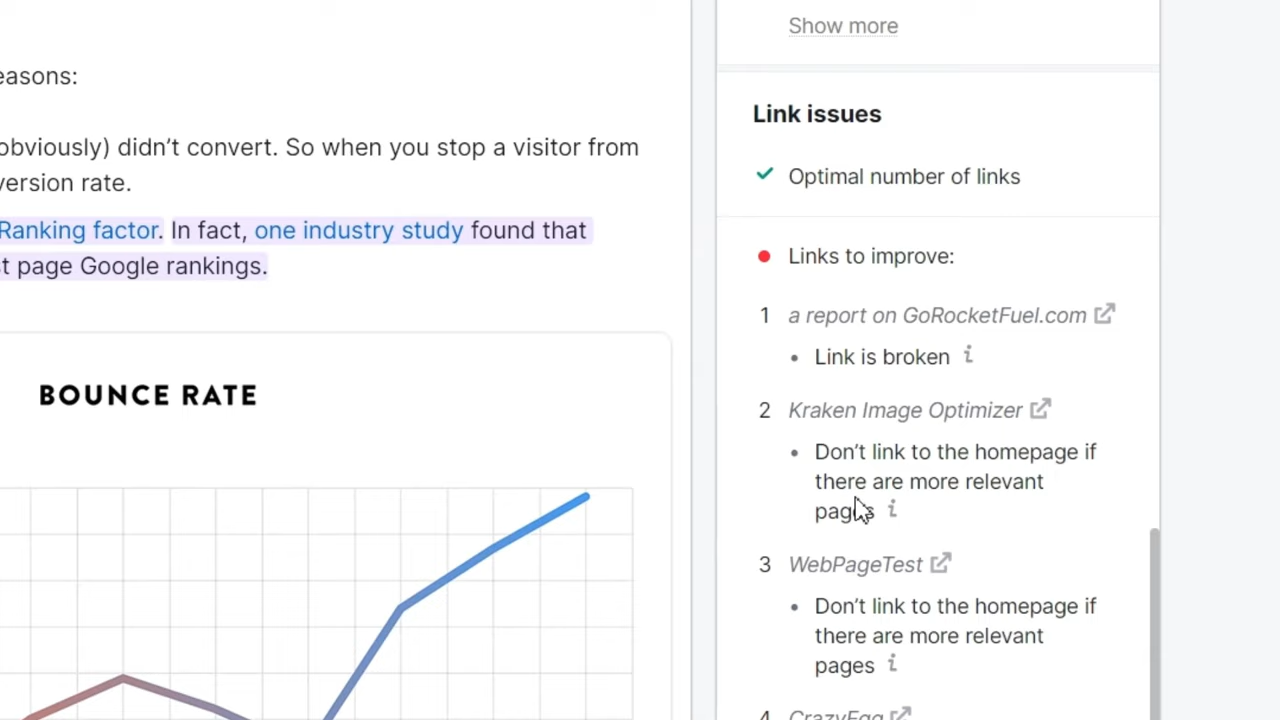 easons:
obviously) didn't convert. So when you stop a visitor from
version rate.
Ranking factor. In fact, one industry study found that
st page Google rankings.
BOUNCE RATE
Show more
Link issues
Optimal number of links
Links to improve:
1 a report on GoRocketFuel.com
Link is broken i
2 Kraken Image Optimizer
Don't link to the homepage if
there are more relevant
pages i
3 WebPageTest
Don't link to the homepage if
there are more relevant
pages i
4 CrazyEgg